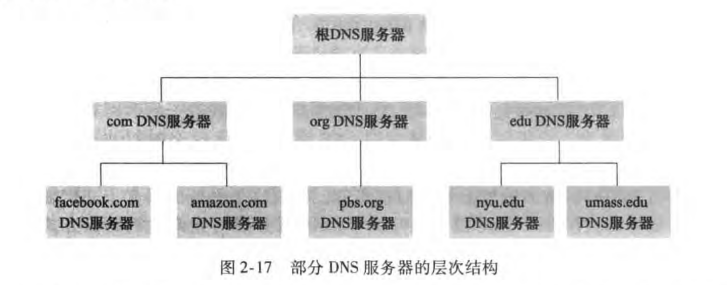 根DNS服务器
com DNS服务器
org DNS服务器
edu DNS服务器
facebook.com
DNS服务器
amazon.com
DNS服务器
pbs.org
DNS服务器
nyu.edu
DNS服务器
umass.edu
DNS服务器
图 2-17 部分 DNS 服务器的层次结构